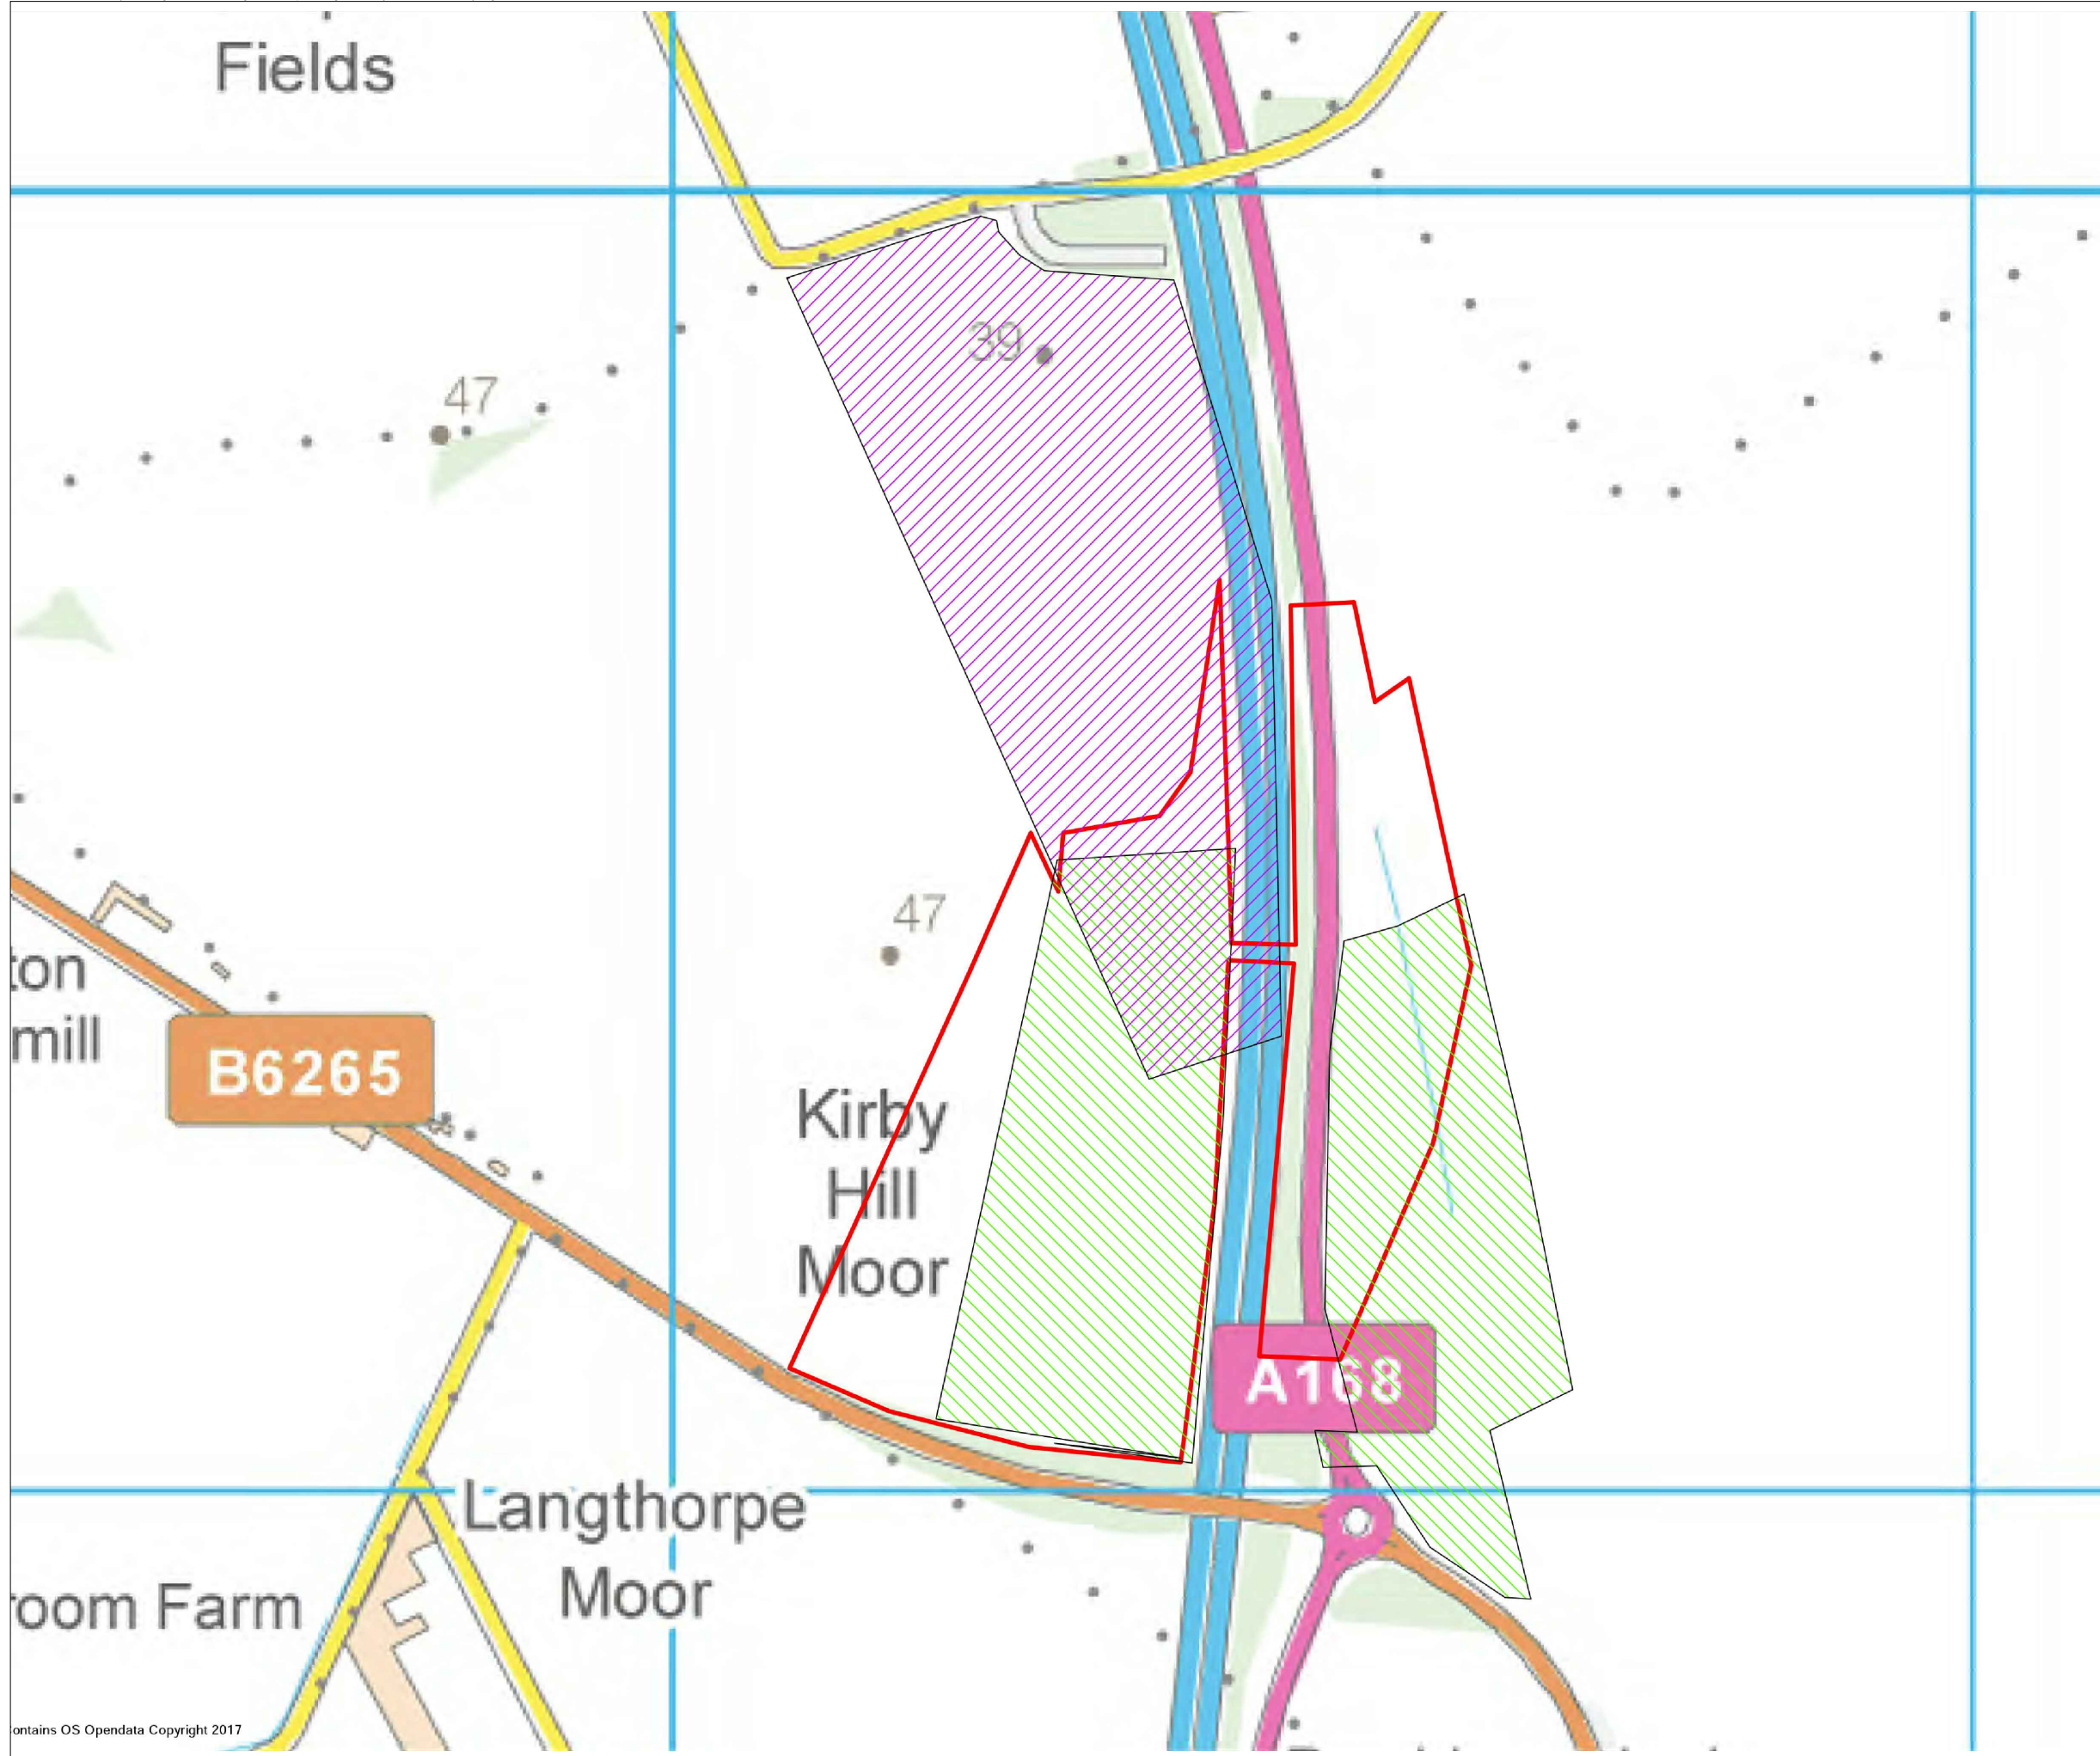 Fields
39
47
47
ton
mill
B6265
Kirby
Hill
Moor
A168
Langthorpe
Moor
room Farm
ontains OS Opendata Copyright 2017